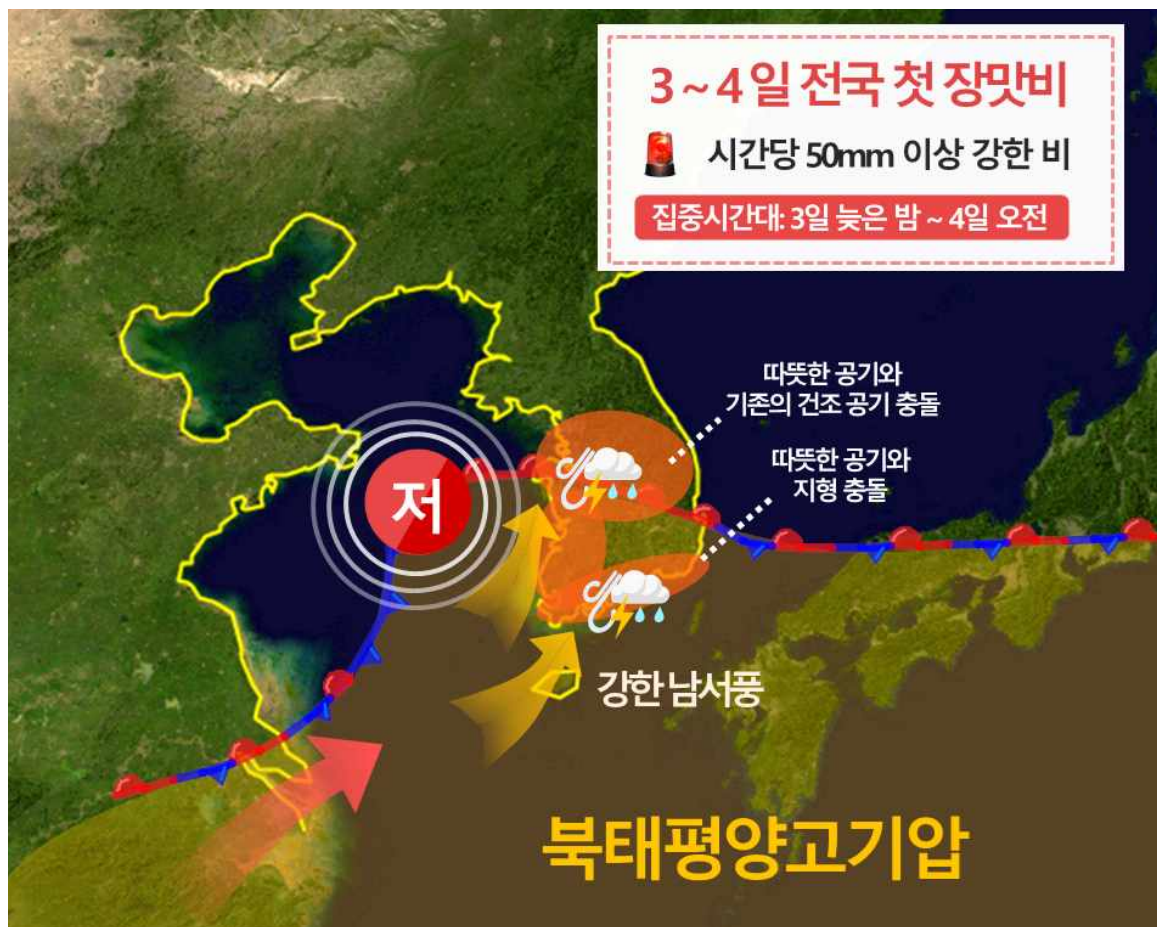 3 ~ 4일 전국 첫 장맛비
시간당 50mm 이상 강한 비
집중시간대: 3일 늦은 밤 ~ 4일 오전
따뜻한 공기와
기존의 건조 공기 충돌
따뜻한 공기와
지형 충돌
저
강한 남서풍
북태평양고기압